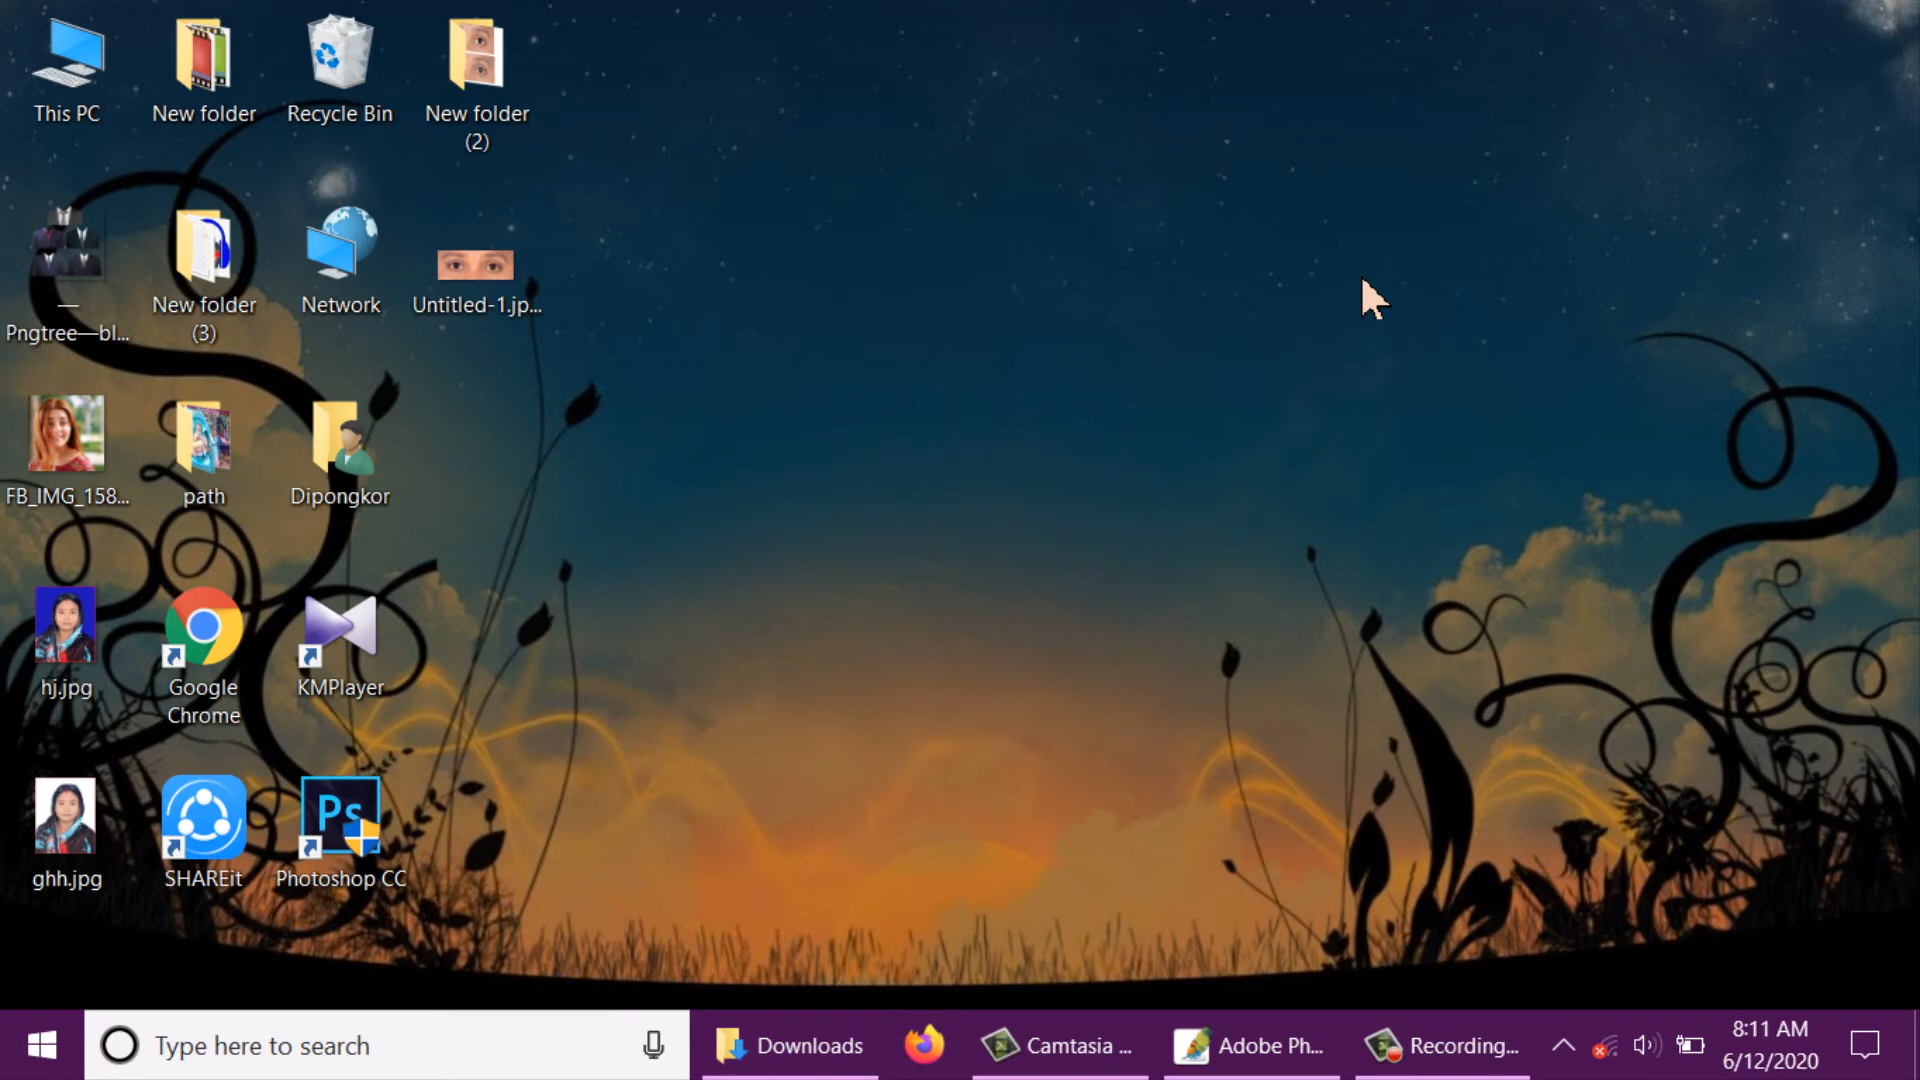 This PC
New folder
Recycle Bin
New folder
(2)
—
Pngtree—bl...
New folder
(3)
Network
Untitled-1.jp...
FB_IMG_158...
path
Dipongkor
hj.jpg
Google
Chrome
KMPlayer
ghh.jpg
SHAREit
Ps
Photoshop CC
Type here to search
Downloads
Camtasia ...
Adobe Ph...
Recording...
8:11 AM
6/12/2020